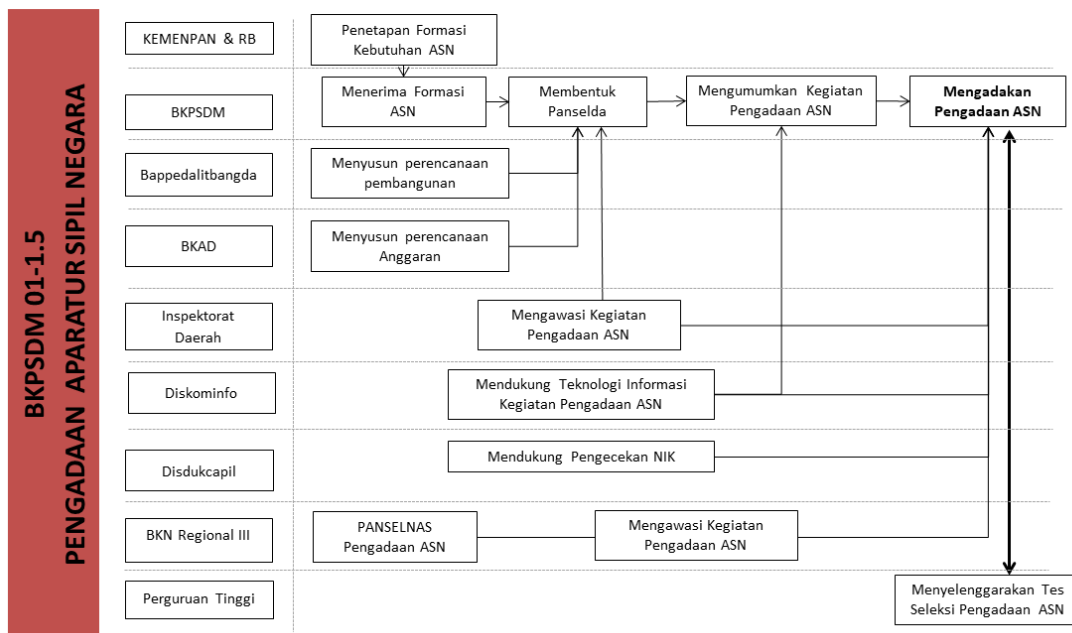 BKPSDM 01-1.5
PENGADAAN APARATUR SIPIL NEGARA
KEMENPAN & RB
Penetapan Formasi
Kebutuhan ASN
BKPSDM
Menerima Formasi
ASN
Membentuk
Panselda
Mengumumkan Kegiatan
Pengadaan ASN
Mengadakan
Pengadaan ASN
Bappedalitbangda
Menyusun perencanaan
pembangunan
BKAD
Menyusun perencanaan
Anggaran
Inspektorat
Daerah
Mengawasi Kegiatan
Pengadaan ASN
Diskominfo
Mendukung Teknologi Informasi
Kegiatan Pengadaan ASN
Disdukcapil
Mendukung Pengecekan NIK
BKN Regional III
PANSELNAS
Pengadaan ASN
Mengawasi Kegiatan
Pengadaan ASN
Perguruan Tinggi
Menyelenggarakan Tes
Seleksi Pengadaan ASN